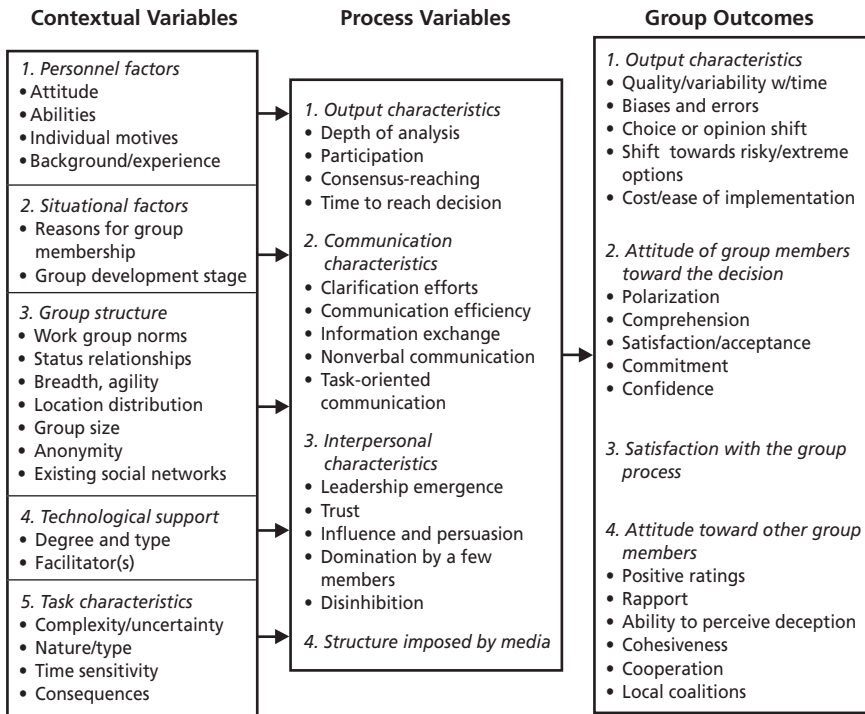 Contextual Variables
1. Personnel factors
• Attitude
• Abilities
• Individual motives
• Background/experience
2. Situational factors
• Reasons for group
membership
• Group development stage
3. Group structure
• Work group norms
• Status relationships
• Breadth, agility
• Location distribution
• Group size
• Anonymity
• Existing social networks
4. Technological support
• Degree and type
• Facilitator(s)
5. Task characteristics
• Complexity/uncertainty
• Nature/type
• Time sensitivity
• Consequences
Process Variables
1. Output characteristics
• Depth of analysis
• Participation
• Consensus-reaching
• Time to reach decision
2. Communication
characteristics
• Clarification efforts
• Communication efficiency
• Information exchange
• Nonverbal communication
• Task-oriented
communication
3. Interpersonal
characteristics
• Leadership emergence
• Trust
• Influence and persuasion
• Domination by a few
members
• Disinhibition
4. Structure imposed by media
Group Outcomes
1. Output characteristics
• Quality/variability w/time
• Biases and errors
• Choice or opinion shift
• Shift towards risky/extreme
options
• Cost/ease of implementation
2. Attitude of group members
toward the decision
• Polarization
• Comprehension
• Satisfaction/acceptance
• Commitment
• Confidence
3. Satisfaction with the group
process
4. Attitude toward other group
members
• Positive ratings
• Rapport
• Ability to perceive deception
• Cohesiveness
• Cooperation
• Local coalitions